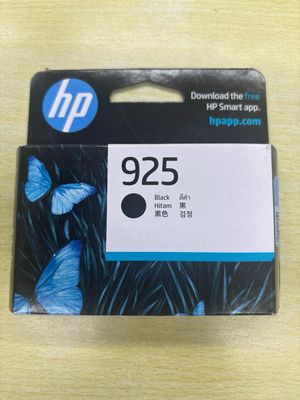 hp
Download the free
HP Smart app.
hpapp.com
925
Black สีดำ
Hitam 黒
黑色 검정